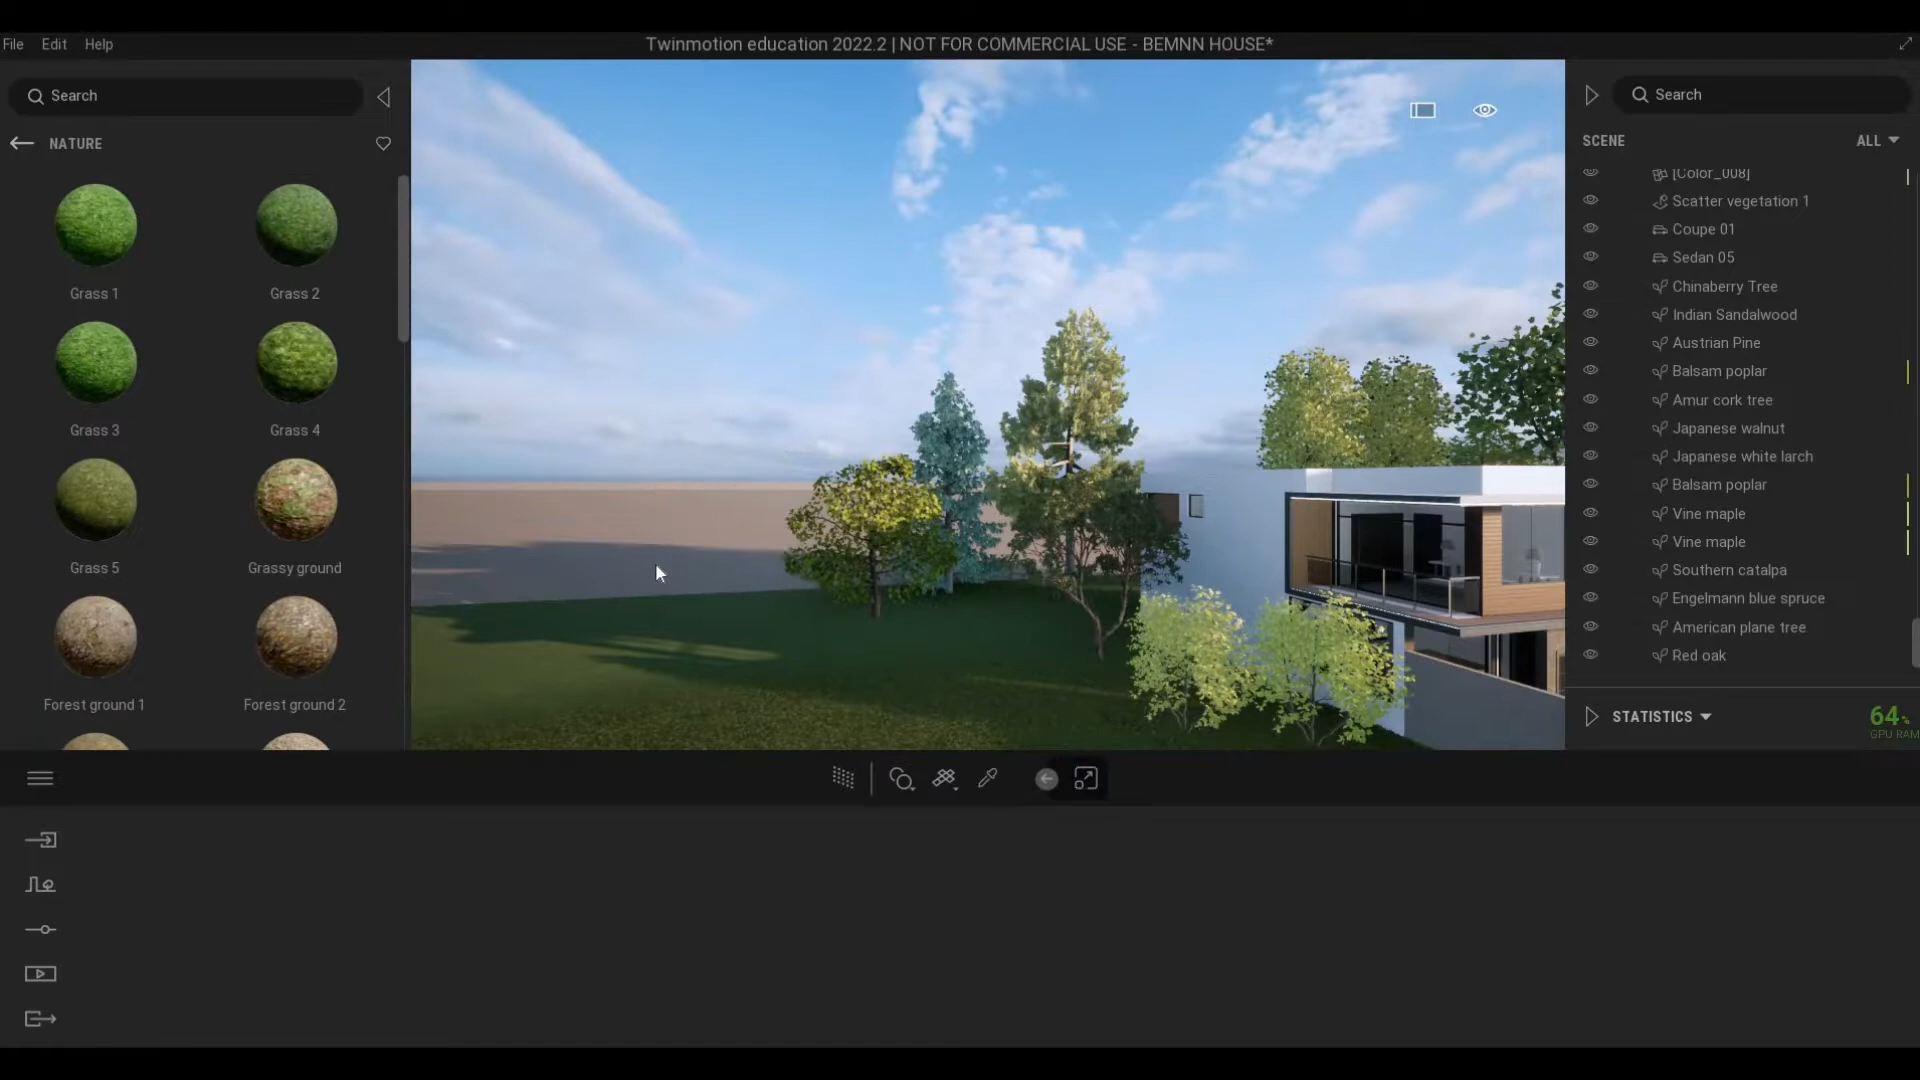 File Edit Help
Twinmotion education 2022.2 | NOT FOR COMMERCIAL USE - BEMNN HOUSE*
Search
NATURE
Grass 1
Grass 2
Grass 3
Grass 4
Grass 5
Grassy ground
Forest ground 1
Forest ground 2
Search
SCENE
ALL
[Color_008]
Scatter vegetation 1
Coupe 01
Sedan 05
Chinaberry Tree
Indian Sandalwood
Austrian Pine
Balsam poplar
Amur cork tree
Japanese walnut
Japanese white larch
Balsam poplar
Vine maple
Vine maple
Southern catalpa
Engelmann blue spruce
American plane tree
Red oak
STATISTICS
64%
GPU RAM